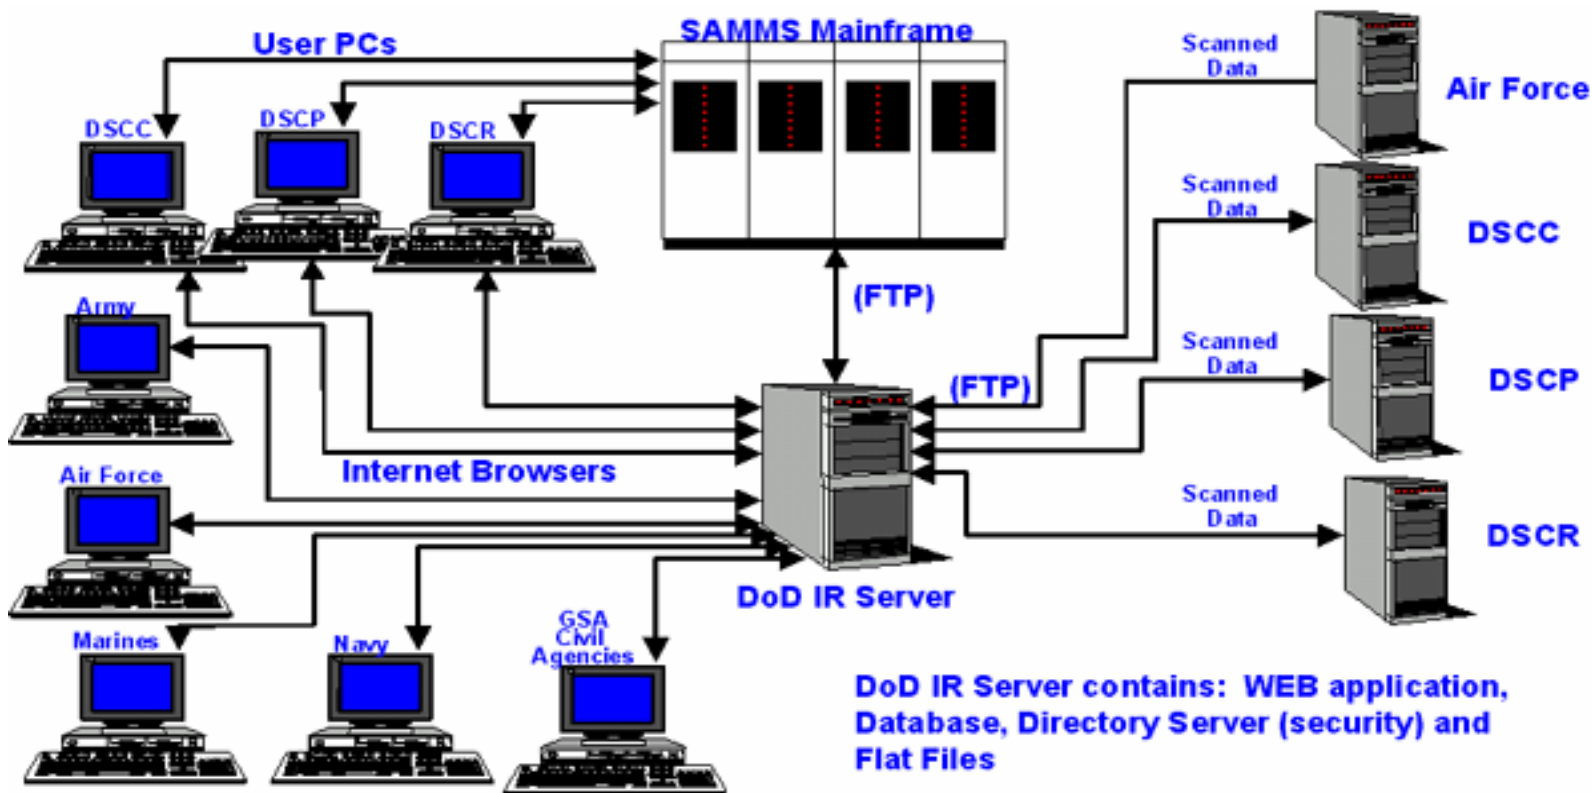 SAMMS Mainframe
User PCs
DSCC
DSCP
DSCR
Scanned
Data
Air Force
Scanned
Data
DSCC
(FTP)
Army
Scanned
Data
DSCP
(FTP)
Internet Browsers
Air Force
Scanned
Data
DSCR
DoD IR Server
Marines
Navy
GSA
Civil
Agencies
DoD IR Server contains: WEB application,
Database, Directory Server (security) and
Flat Files